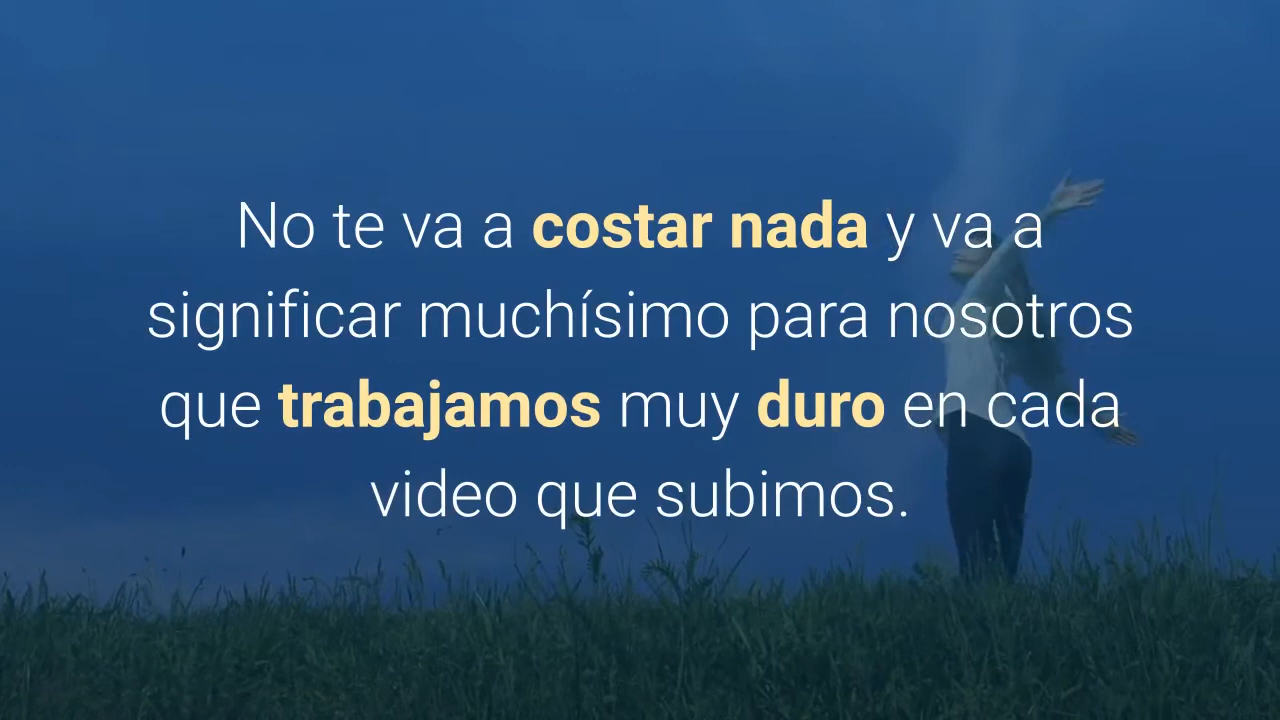 No te va a costar nada y va a
significar muchísimo para nosotros
que trabajamos muy duro en cada
video que subimos.